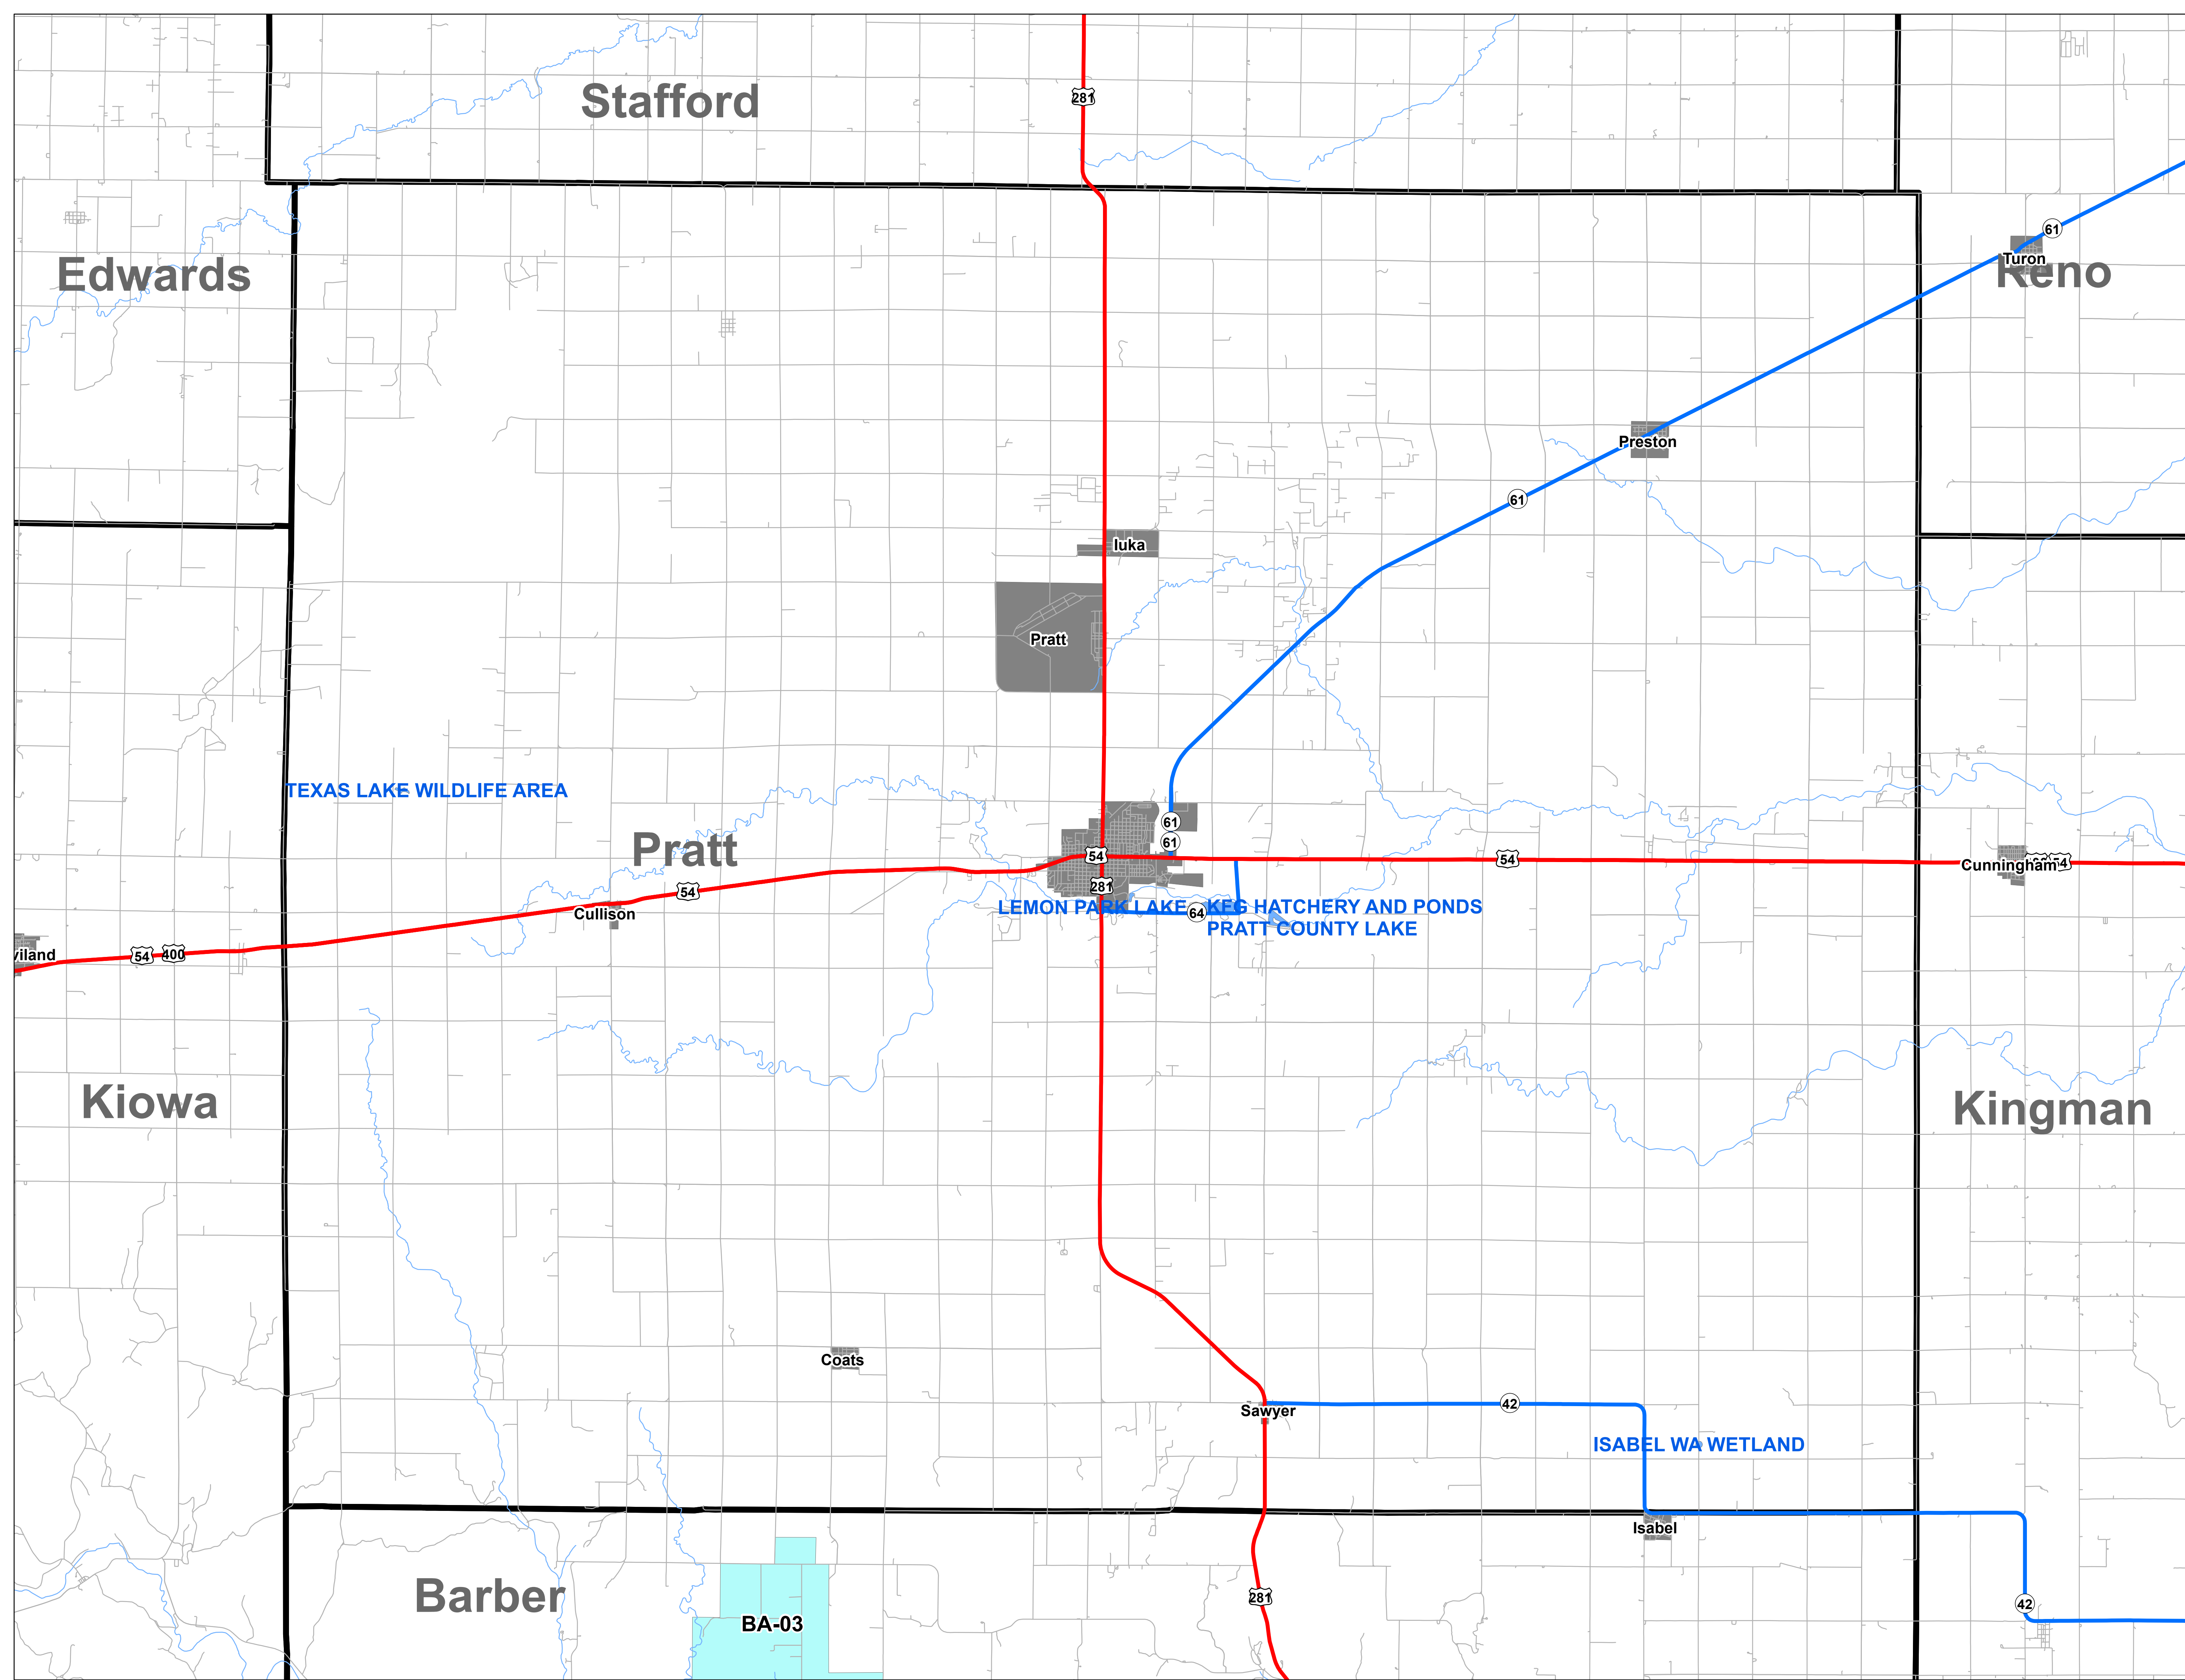 Stafford
281
Edwards
61
Turon
Reno
Preston
61
Iuka
Pratt
TEXAS LAKE WILDLIFE AREA
61
61
Pratt
54
54
Cunningham
54
281
54
LEMON PARK LAKE
64
KEG HATCHERY AND PONDS
PRATT COUNTY LAKE
Cullison
viland
54
400
Kiowa
Kingman
Coats
Sawyer
42
ISABEL WA WETLAND
Isabel
Barber
281
42
BA-03